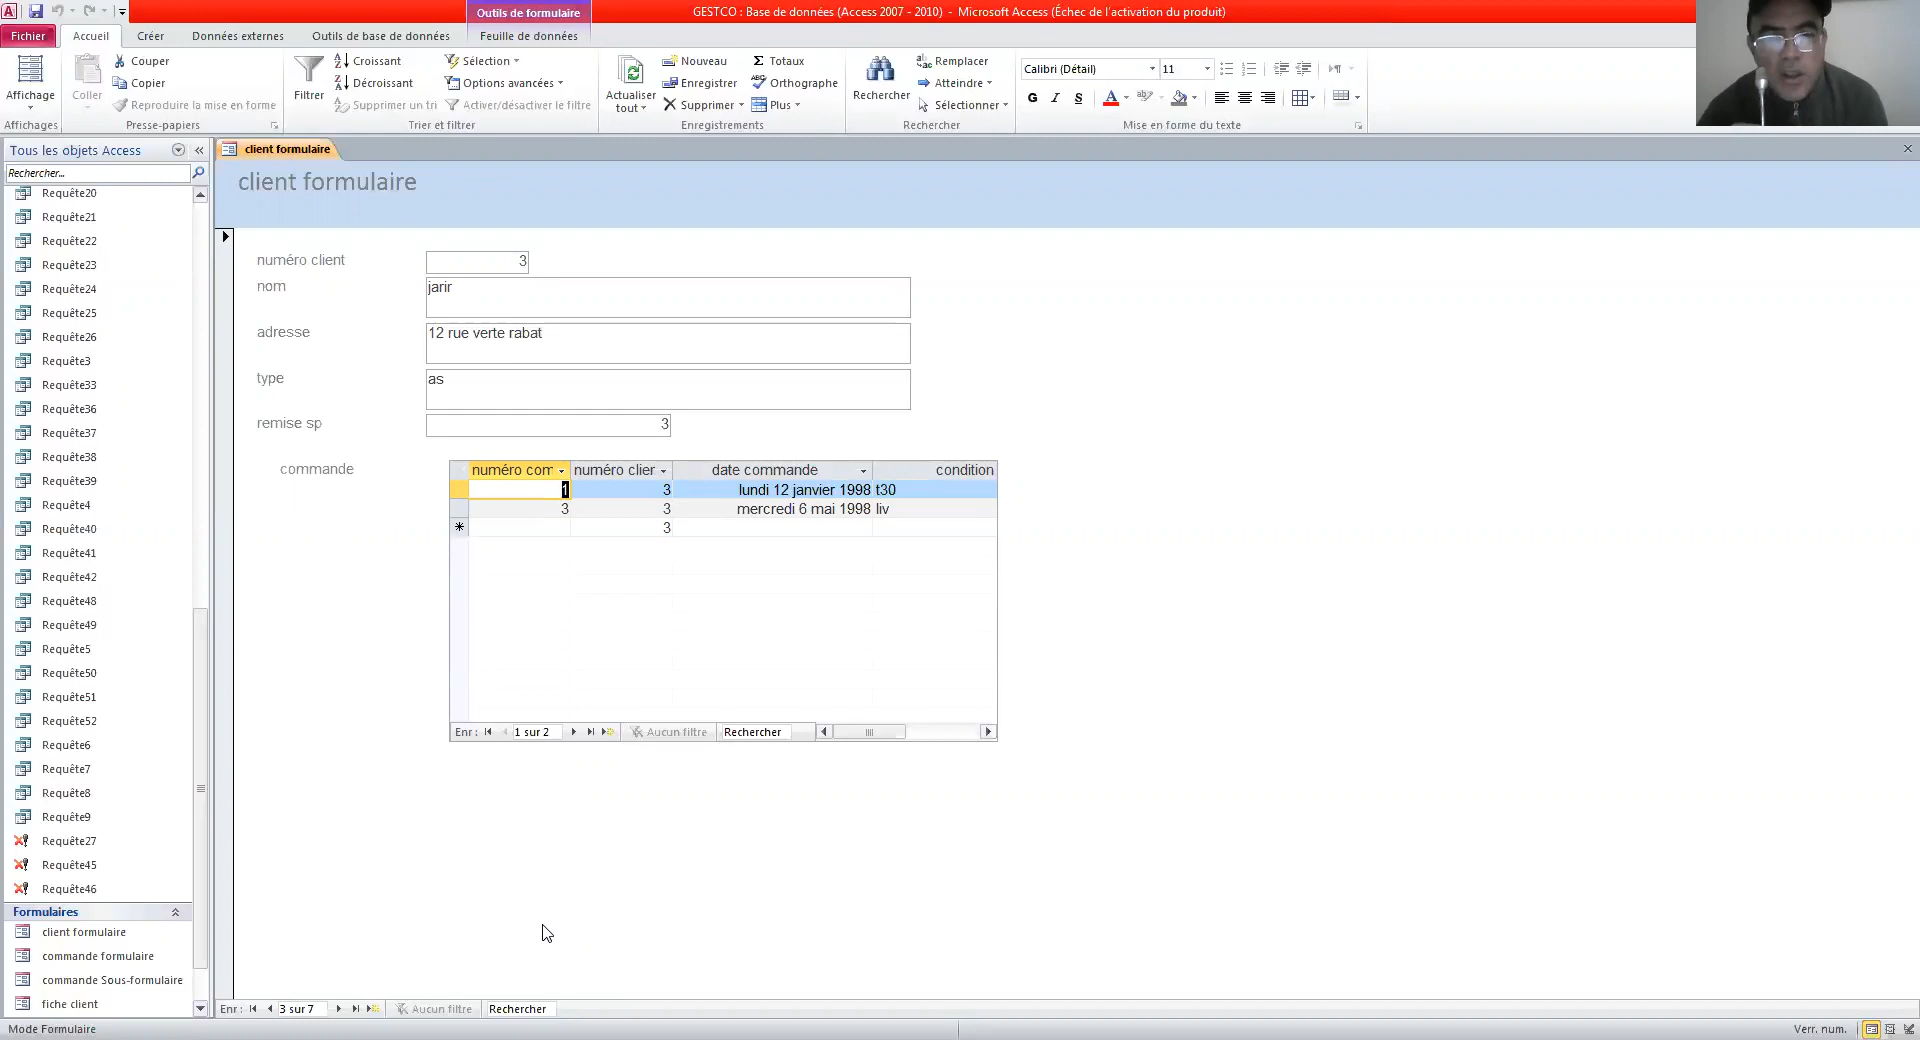 Outils de formulaire
GESTCO : Base de données (Access 2007 - 2010) - Microsoft Access (Échec de l'activation du produit)
Fichier
Accueil
Créer
Données externes
Outils de base de données
Feuille de données
Affichage
Affichages
Coller
Couper
Copier
Reproduire la mise en forme
Presse-papiers
Filtrer
Croissant
Décroissant
Supprimer un tri
Sélection
Options avancées
Activer/désactiver le filtre
Trier et filtrer
Actualiser
tout
Nouveau
Enregistrer
Supprimer
Totaux
Orthographe
Plus
Enregistrements
Rechercher
Remplacer
Atteindre
Sélectionner
Rechercher
Calibri (Détail)
11
G I S
Mise en forme du texte
Tous les objets Access
Rechercher...
Requête20
Requête21
Requête22
Requête23
Requête24
Requête25
Requête26
Requête3
Requête33
Requête36
Requête37
Requête38
Requête39
Requête4
Requête40
Requête41
Requête42
Requête48
Requête49
Requête5
Requête50
Requête51
Requête52
Requête6
Requête7
Requête8
Requête9
Requête27
Requête45
Requête46
Formulaires
client formulaire
commande formulaire
commande Sous-formulaire
fiche client
client formulaire
client formulaire
numéro client 3
nom jarir
adresse 12 rue verte rabat
type as
remise sp 3
commande
numéro com numéro clier date commande condition
1 3 lundi 12 janvier 1998 t30
3 3 mercredi 6 mai 1998 liv
3
Enr : 1 sur 2 Aucun filtre Rechercher
Enr : 3 sur 7 Aucun filtre Rechercher
Mode Formulaire
Verr. num.